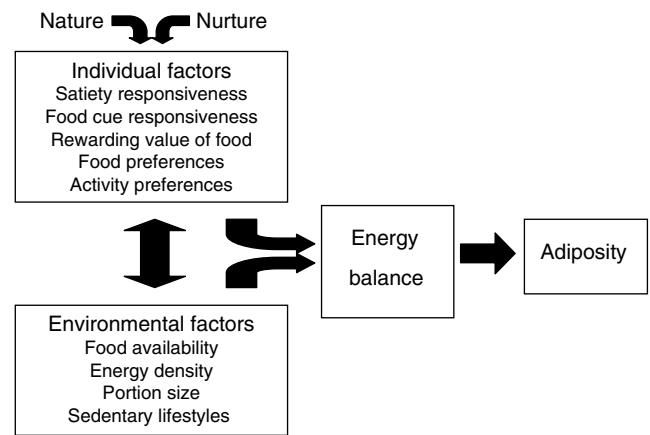 Nature Nurture
Individual factors
Satiety responsiveness
Food cue responsiveness
Rewarding value of food
Food preferences
Activity preferences
Energy
balance
Adiposity
Environmental factors
Food availability
Energy density
Portion size
Sedentary lifestyles